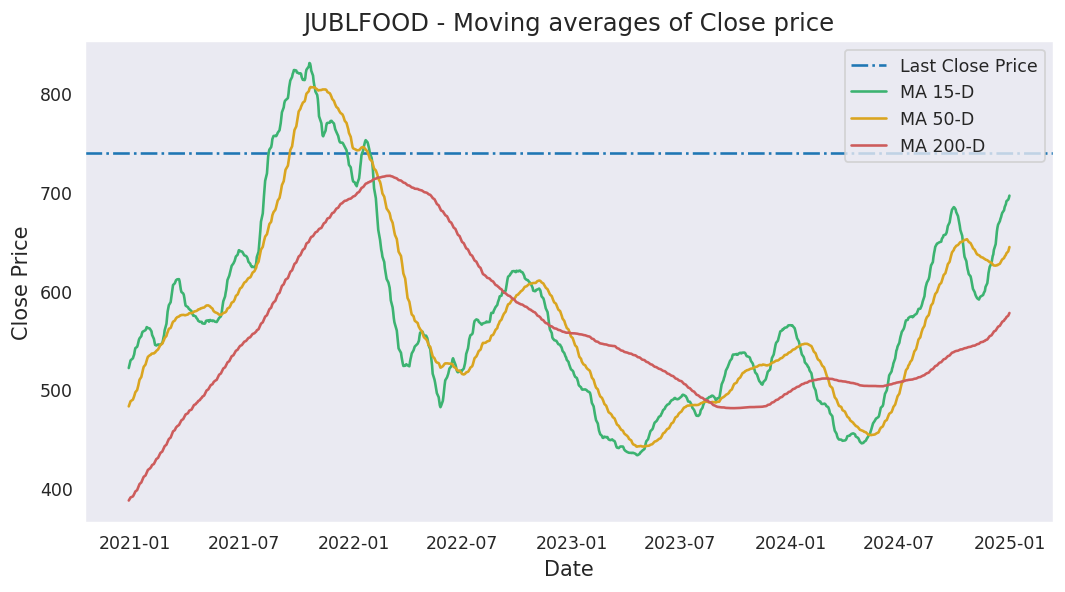 JUBLFOOD - Moving averages of Close price
Last Close Price
MA 15-D
MA 50-D
MA 200-D
Close Price
800
700
600
500
400
2021-01 2021-07 2022-01 2022-07 2023-01 2023-07 2024-01 2024-07 2025-01
Date